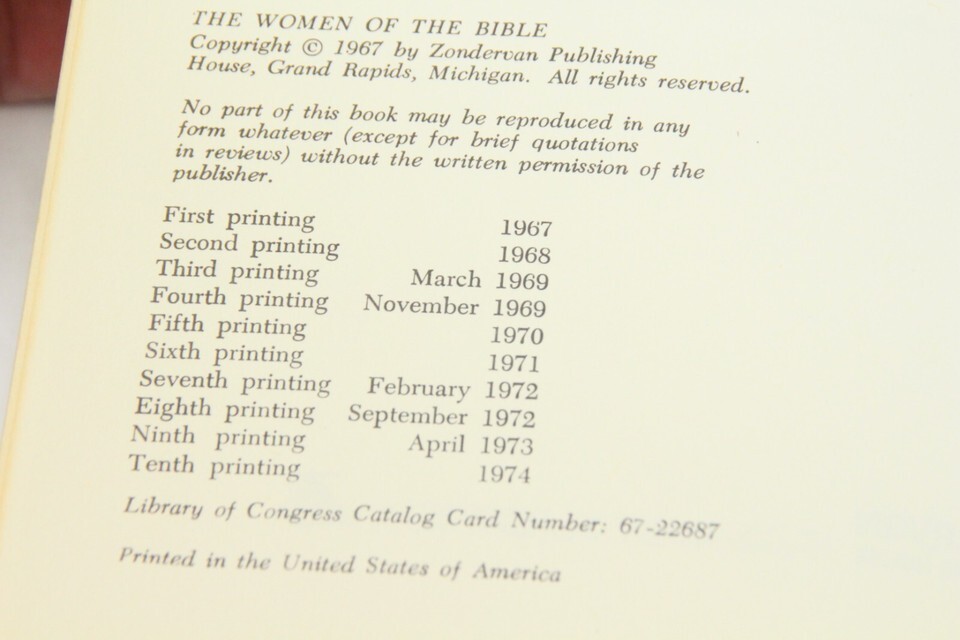 THE WOMEN OF THE BIBLE
Copyright © 1967 by Zondervan Publishing
House, Grand Rapids, Michigan. All rights reserved.
No part of this book may be reproduced in any
form whatever (except for brief quotations
in reviews) without the written permission of the
publisher.
First printing 1967
Second printing 1968
Third printing March 1969
Fourth printing November 1969
Fifth printing 1970
Sixth printing 1971
Seventh printing February 1972
Eighth printing September 1972
Ninth printing April 1973
Tenth printing 1974
Library of Congress Catalog Card Number: 67-22687
Printed in the United States of America